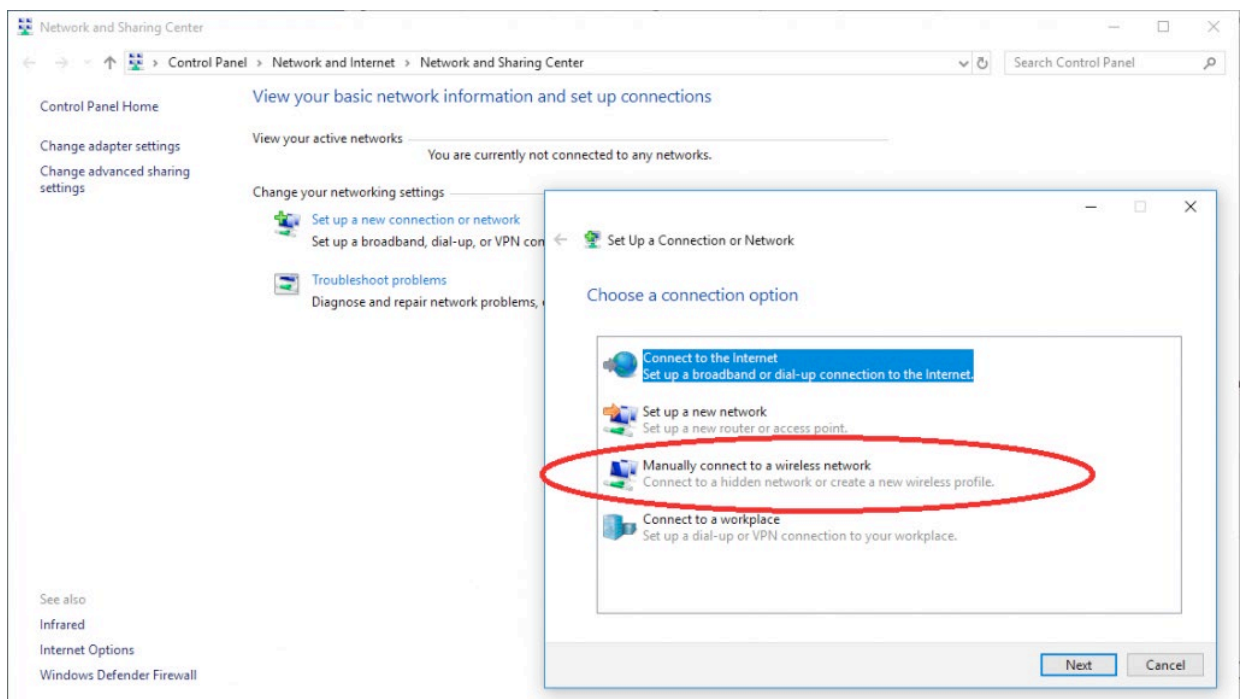 Network and Sharing Center
Control Panel > Network and Internet > Network and Sharing Center
Search Control Panel
Control Panel Home
Change adapter settings
Change advanced sharing
settings
View your basic network information and set up connections
View your active networks
You are currently not connected to any networks.
Change your networking settings
Set up a new connection or network
Set up a broadband, dial-up, or VPN con
Troubleshoot problems
Diagnose and repair network problems,
See also
Infrared
Internet Options
Windows Defender Firewall
Set Up a Connection or Network
Choose a connection option
Connect to the Internet
Set up a broadband or dial-up connection to the Internet.
Set up a new network
Set up a new router or access point.
Manually connect to a wireless network
Connect to a hidden network or create a new wireless profile.
Connect to a workplace
Set up a dial-up or VPN connection to your workplace.
Next
Cancel